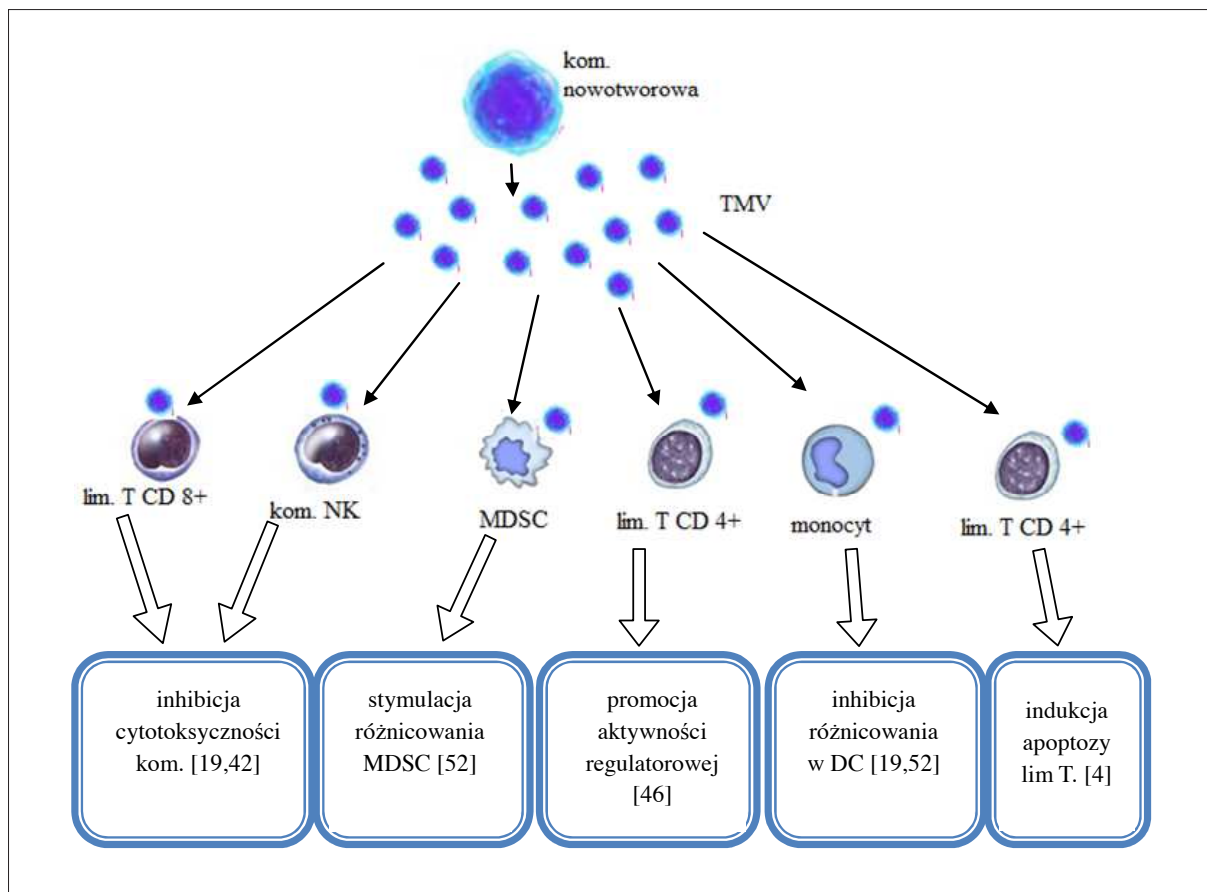 kom.
nowotworowa
TMV
lim. T CD 8+
kom. NK
MDSC
lim. T CD 4+
monocyt
lim. T CD 4+
inhibicja
cytotoksyczności
kom. [19,42]
stymulacja
różnicowania
MDSC [52]
promocja
aktywności
regulatorowej
[46]
inhibicja
różnicowania
w DC [19,52]
indukcja
apoptozy
lim T. [4]